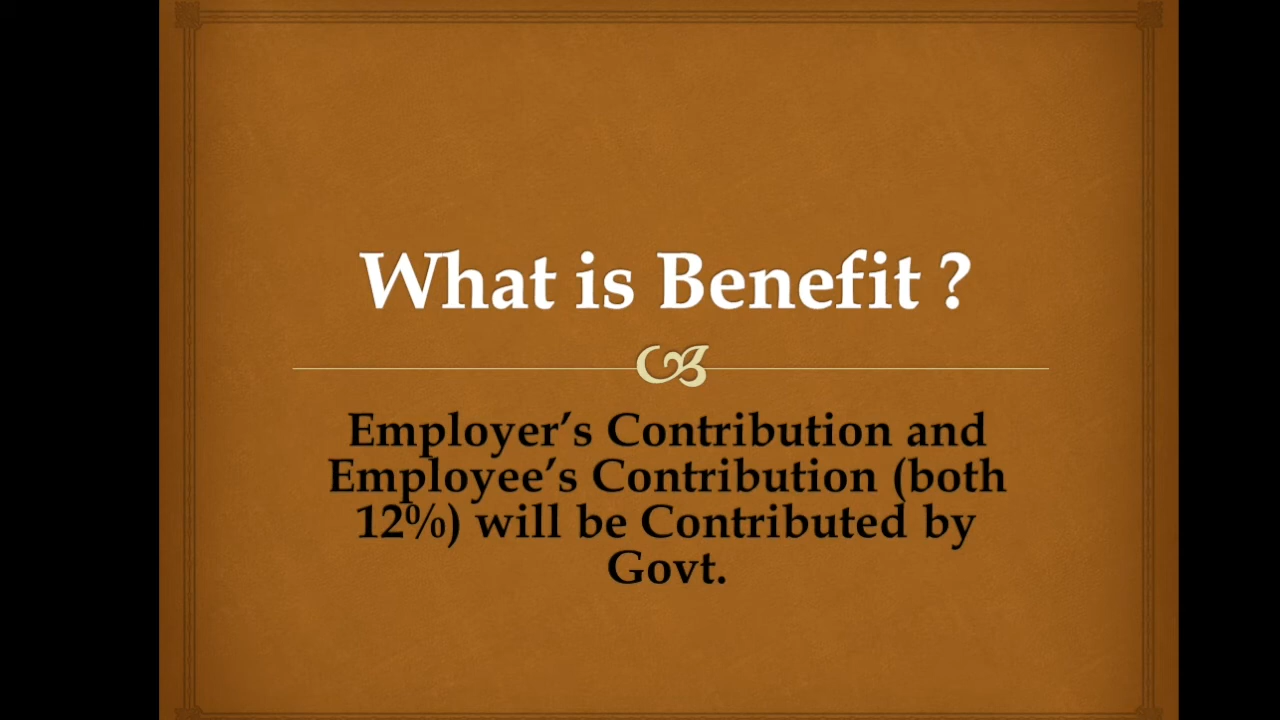 What is Benefit ?
Employer’s Contribution and
Employee’s Contribution (both
12%) will be Contributed by
Govt.